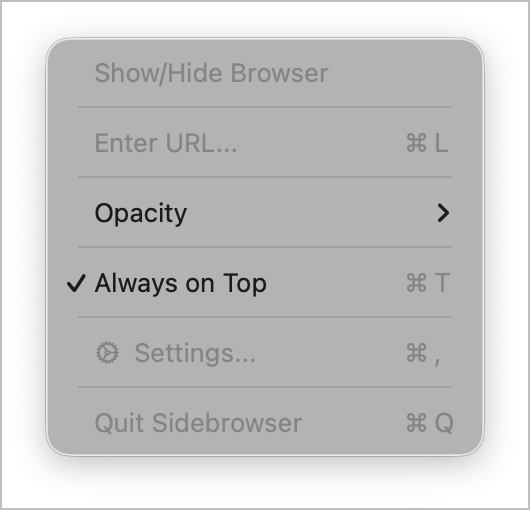 Show/Hide Browser
Enter URL... ⌘ L
Opacity >
✓ Always on Top ⌘ T
Settings... ⌘ ,
Quit Sidebrowser ⌘ Q